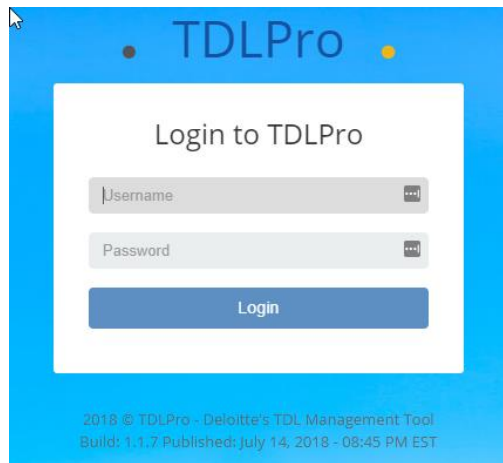 TDLPro
Login to TDLPro
Username
Password
Login
2018 © TDLPro - Deloitte's TDL Management Tool
Build: 1.1.7 Published: July 14, 2018 - 08:45 PM EST